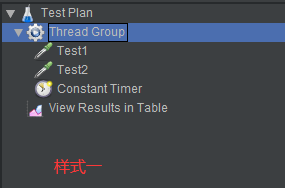 Test Plan
Thread Group
Test1
Test2
Constant Timer
View Results in Table
样式一